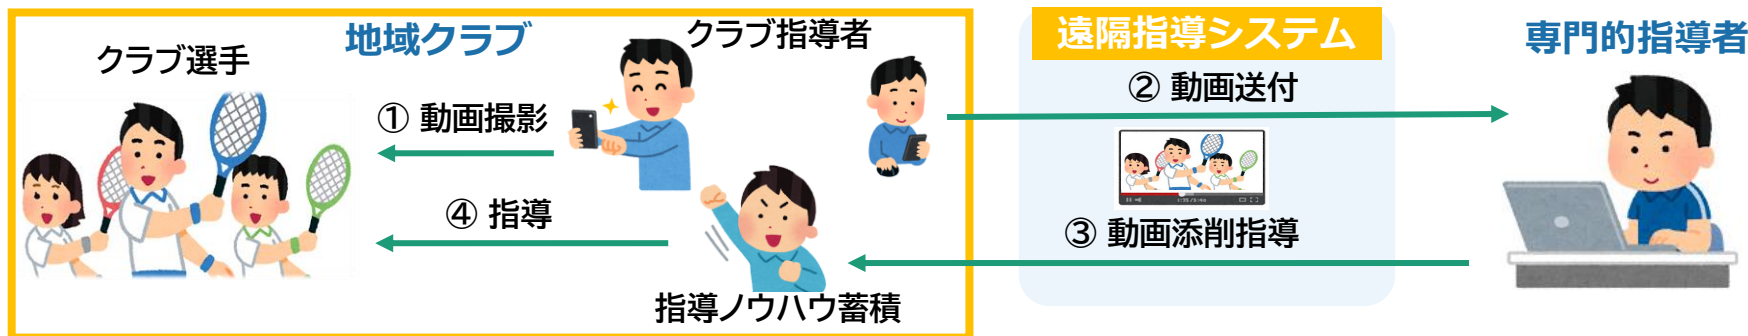 地域クラブ
クラブ選手
クラブ指導者
① 動画撮影
④ 指導
指導ノウハウ蓄積
遠隔指導システム
② 動画送付
③ 動画添削指導
専門的指導者